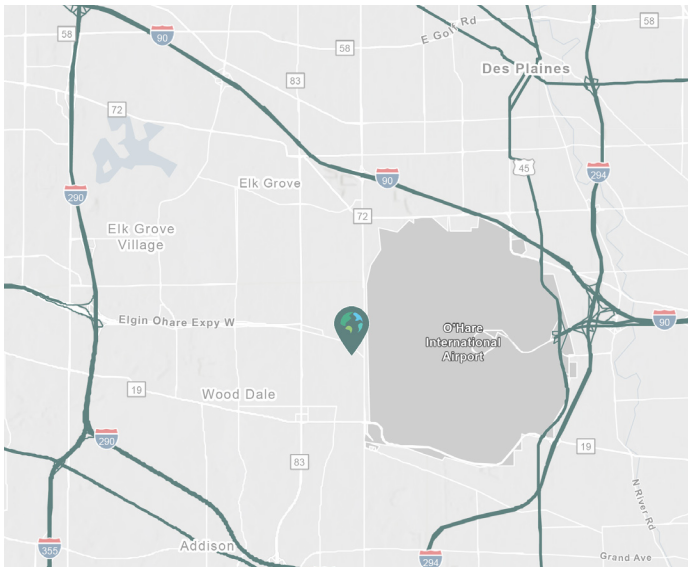 58
90
E Golf Rd
58
58
Des Plaines
83
72
45
294
90
Elk Grove
290
72
Elk Grove
Village
Elgin Ohare Expy W
O'Hare
International
Airport
90
19
Wood Dale
290
19
83
N River Rd
355
Addison
294
Grand Ave